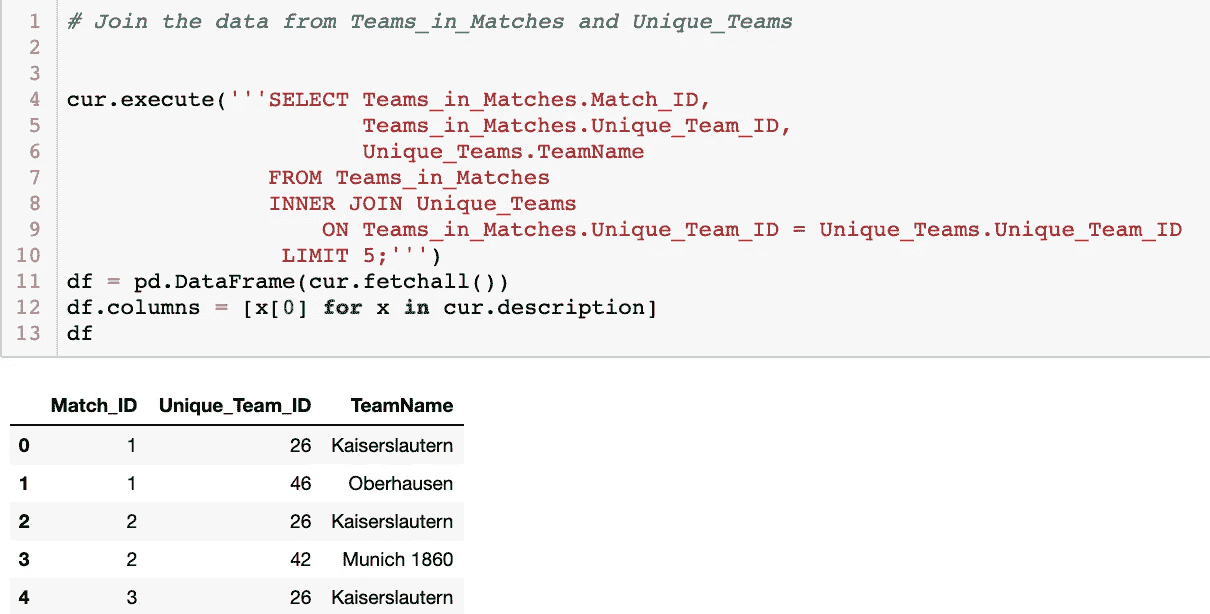 1 # Join the data from Teams_in_Matches and Unique_Teams
2
3
4 cur.execute('''SELECT Teams_in_Matches.Match_ID,
5 Teams_in_Matches.Unique_Team_ID,
6 Unique_Teams.TeamName
7 FROM Teams_in_Matches
8 INNER JOIN Unique_Teams
9 ON Teams_in_Matches.Unique_Team_ID = Unique_Teams.Unique_Team_ID
10 LIMIT 5;''')
11 df = pd.DataFrame(cur.fetchall())
12 df.columns = [x[0] for x in cur.description]
13 df
Match_ID Unique_Team_ID TeamName
0 1 26 Kaiserslautern
1 1 46 Oberhausen
2 2 26 Kaiserslautern
3 2 42 Munich 1860
4 3 26 Kaiserslautern